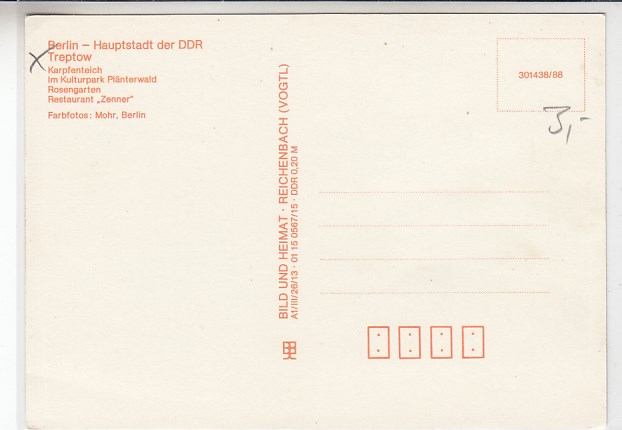 Berlin – Hauptstadt der DDR
Treptow
Karpfenteich
Im Kulturpark Plänterwald
Rosengarten
Restaurant „Zenner“
Farbfotos: Mohr, Berlin
BILD UND HEIMAT · REICHENBACH (VOGTL)
A1/III/26/13 · 01 15 0567/15 · DDR 0,20 M
301438/88
3,-